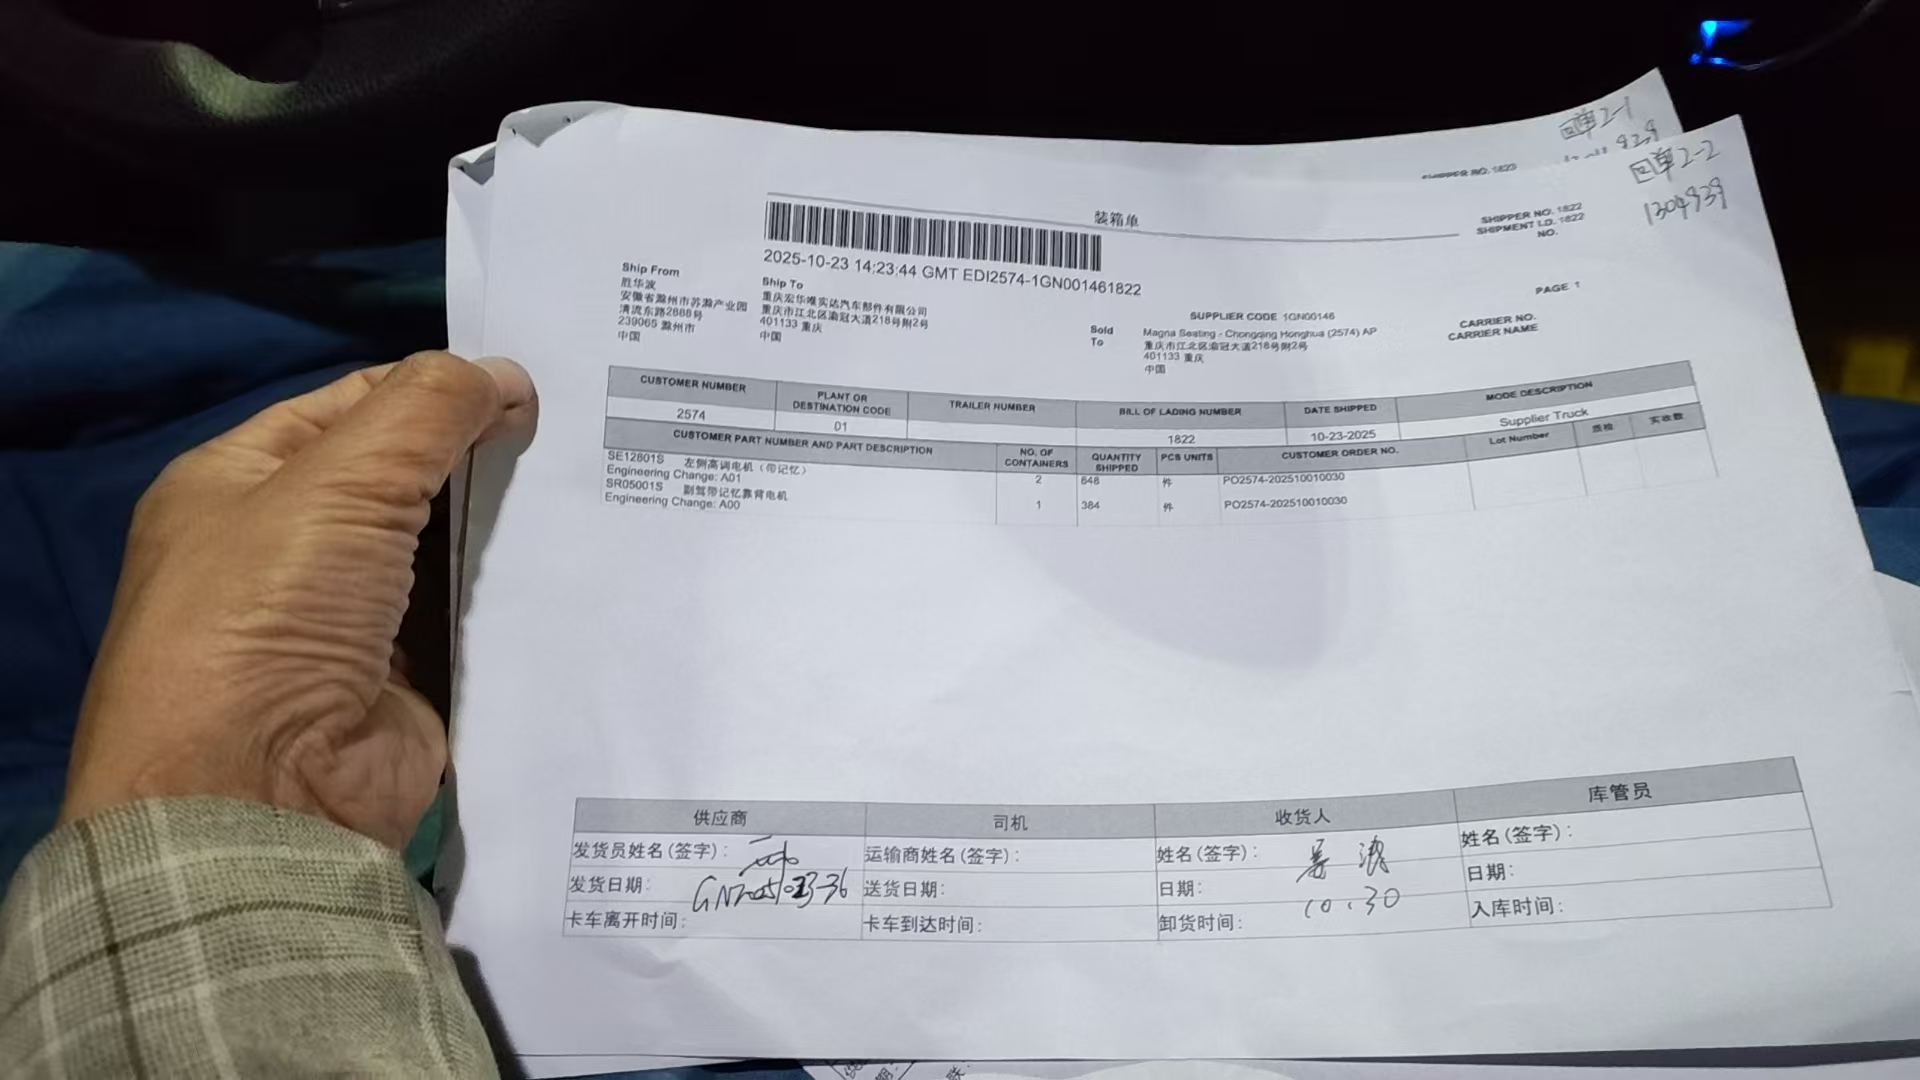 回单2-1
SHIPPER NO. 1823
回单2-2
1304939
装箱单
SHIPPER NO. 1822
SHIPMENT I.D. 1822
NO.
2025-10-23 14:23:44 GMT EDI2574-1GN001461822
PAGE 1
Ship From
胜华波
安徽省滁州市苏滁产业园
清流东路2888号
239065 滁州市
中国
Ship To
重庆宏华唯实达汽车部件有限公司
重庆市江北区渝冠大道218号附2号
401133 重庆
中国
SUPPLIER CODE 1GN00146
Sold To
Magna Seating - Chongqing Honghua (2574) AP
重庆市江北区渝冠大道218号附2号
401133 重庆
中国
CARRIER NO.
CARRIER NAME
CUSTOMER NUMBER PLANT OR DESTINATION CODE TRAILER NUMBER BILL OF LADING NUMBER DATE SHIPPED MODE DESCRIPTION
2574 01 1822 10-23-2025 Supplier Truck
CUSTOMER PART NUMBER AND PART DESCRIPTION NO. OF CONTAINERS QUANTITY SHIPPED PCS UNITS CUSTOMER ORDER NO. Lot Number 质检 实收数
SE12801S 左侧高调电机（带记忆） 2 648 件 PO2574-202510010030
Engineering Change: A01
SR05001S 副驾带记忆靠背电机 1 384 件 PO2574-202510010030
Engineering Change: A00
供应商 司机 收货人 库管员
发货员姓名(签字)： 运输商姓名(签字)： 姓名(签字)： 姓名(签字)：
发货日期： GN20251023-36 送货日期： 日期： 10.30 日期：
卡车离开时间： 卡车到达时间： 卸货时间： 入库时间：